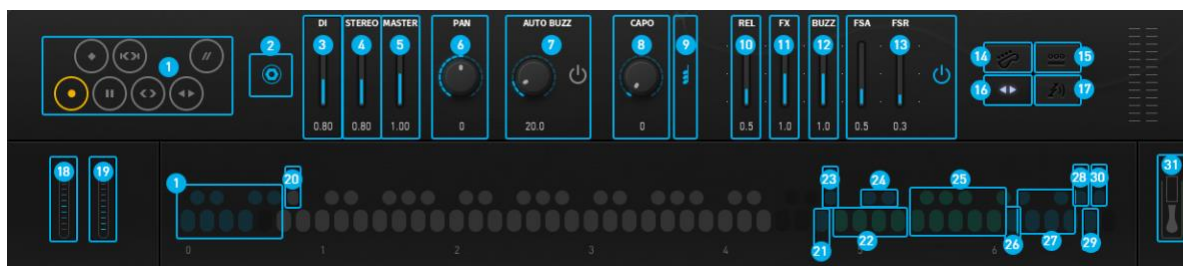 DI STEREO MASTER PAN AUTO BUZZ CAPO REL FX BUZZ FSA FSR
1 2 3 4 5 6 7 8 9 10 11 12 13 14 15
16 17
0.80 0.80 1.00 0 20.0 0 0.5 1.0 1.0 0.5 0.3
18 19 1 20 23 24 25 28 30 31
21 22 26 27 29
0 1 2 3 4 5 6